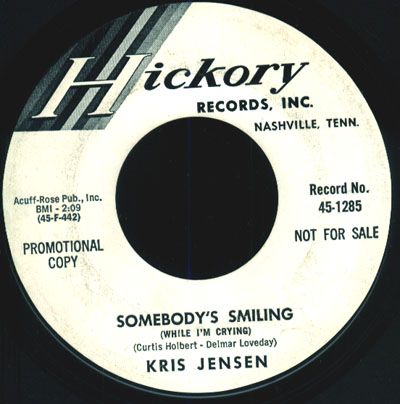 Hickory
RECORDS, INC.
NASHVILLE, TENN.
Acuff-Rose Pub., Inc.
BMI - 2:09
(45-F-442)
PROMOTIONAL
COPY
Record No.
45-1285
NOT FOR SALE
SOMEBODY'S SMILING
(WHILE I'M CRYING)
(Curtis Holbert - Delmar Loveday)
KRIS JENSEN